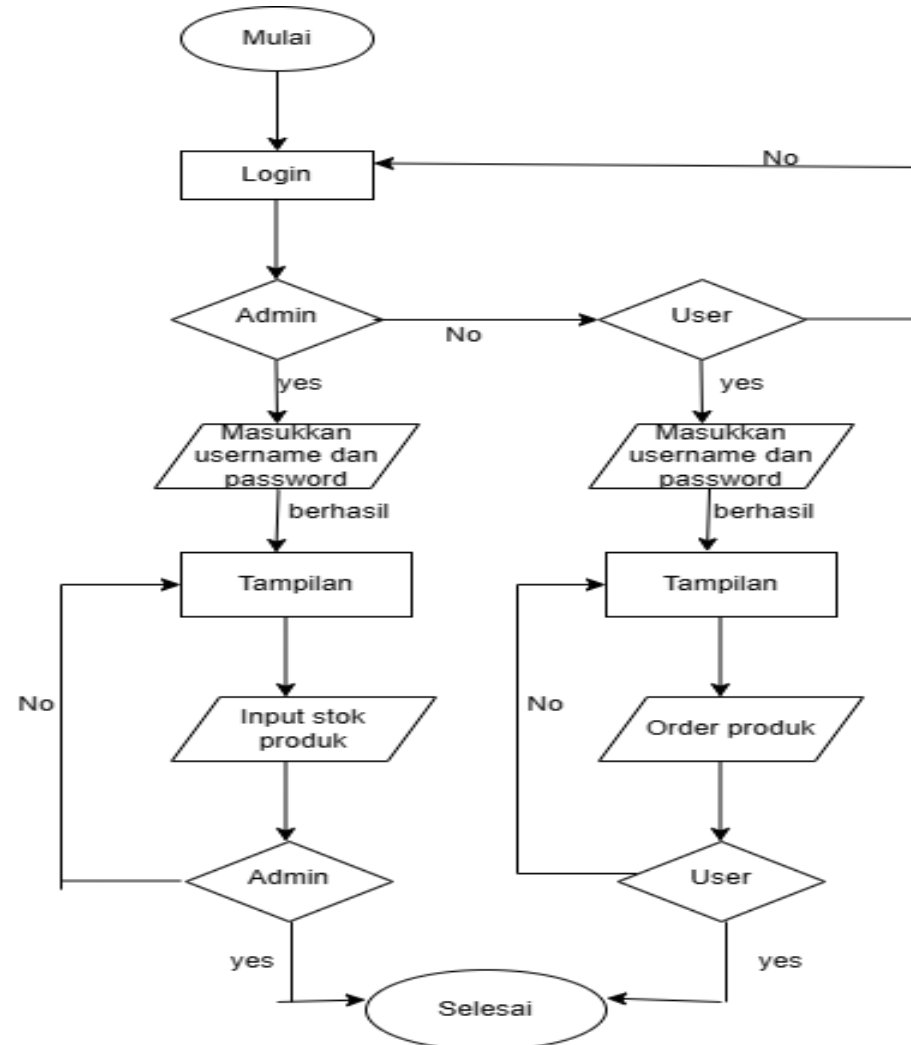 Mulai
Login
No
Admin
No
User
yes
yes
Masukkan
username dan
password
Masukkan
username dan
password
berhasil
berhasil
Tampilan
Tampilan
No
Input stok
produk
No
Order produk
Admin
User
yes
yes
Selesai